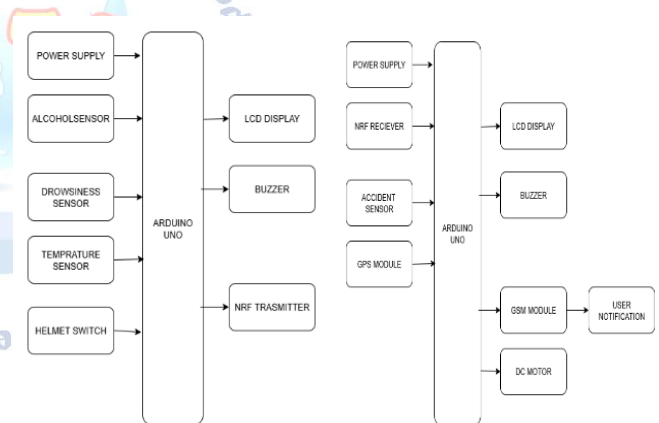 POWER SUPPLY
ALCOHOLSENSOR
DROWSINESS
SENSOR
TEMPRATURE
SENSOR
HELMET SWITCH
ARDUINO
UNO
LCD DISPLAY
BUZZER
NRF TRASMITTER
POWER SUPPLY
NRF RECIEVER
ACCIDENT
SENSOR
GPS MODULE
ARDUINO
UNO
LCD DISPLAY
BUZZER
GSM MODULE
USER
NOTIFICATION
DC MOTOR